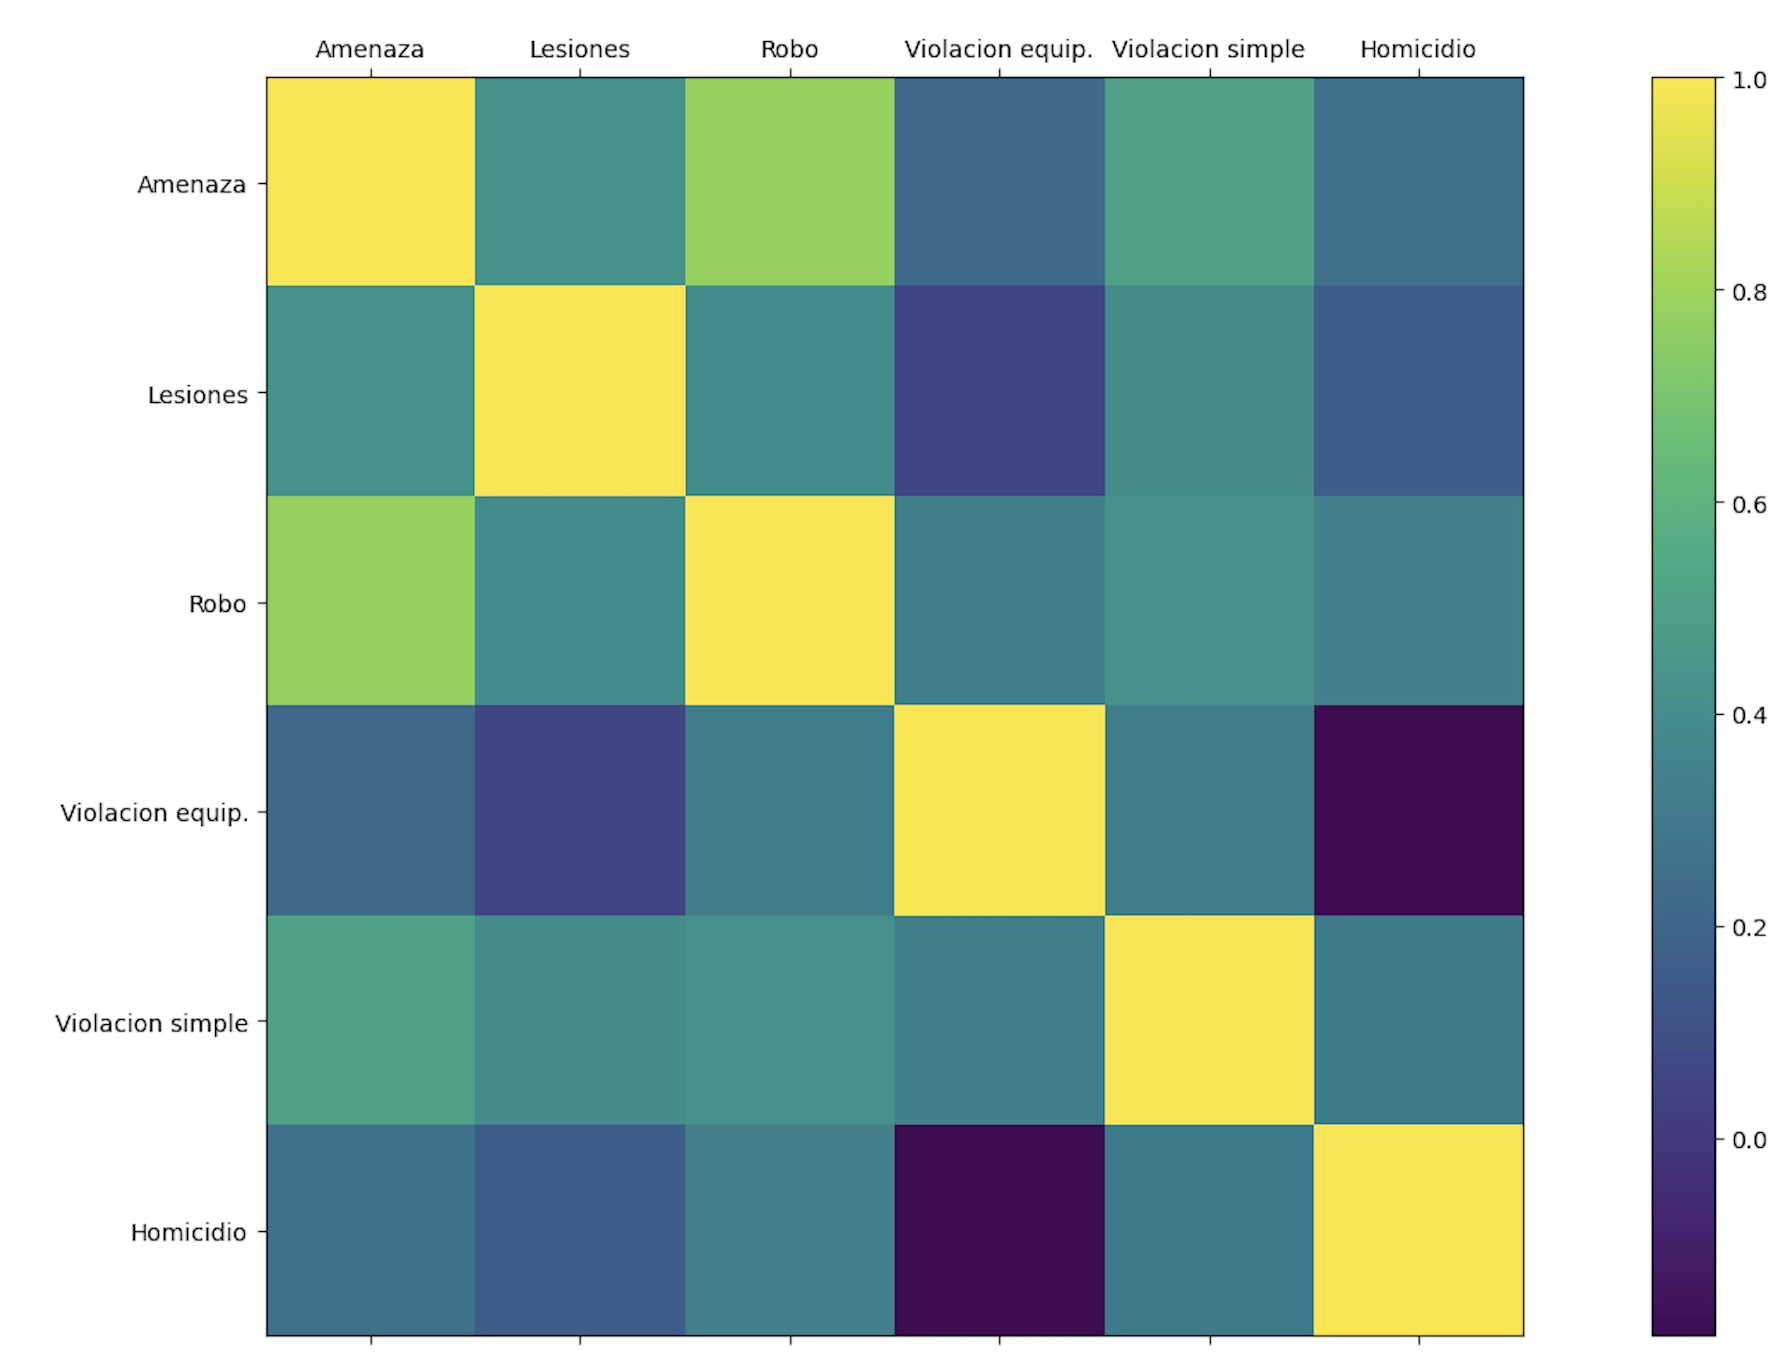 Amenaza Lesiones Robo Violacion equip. Violacion simple Homicidio
1.0
Amenaza
0.8
Lesiones
0.6
Robo
0.4
Violacion equip.
0.2
Violacion simple
0.0
Homicidio